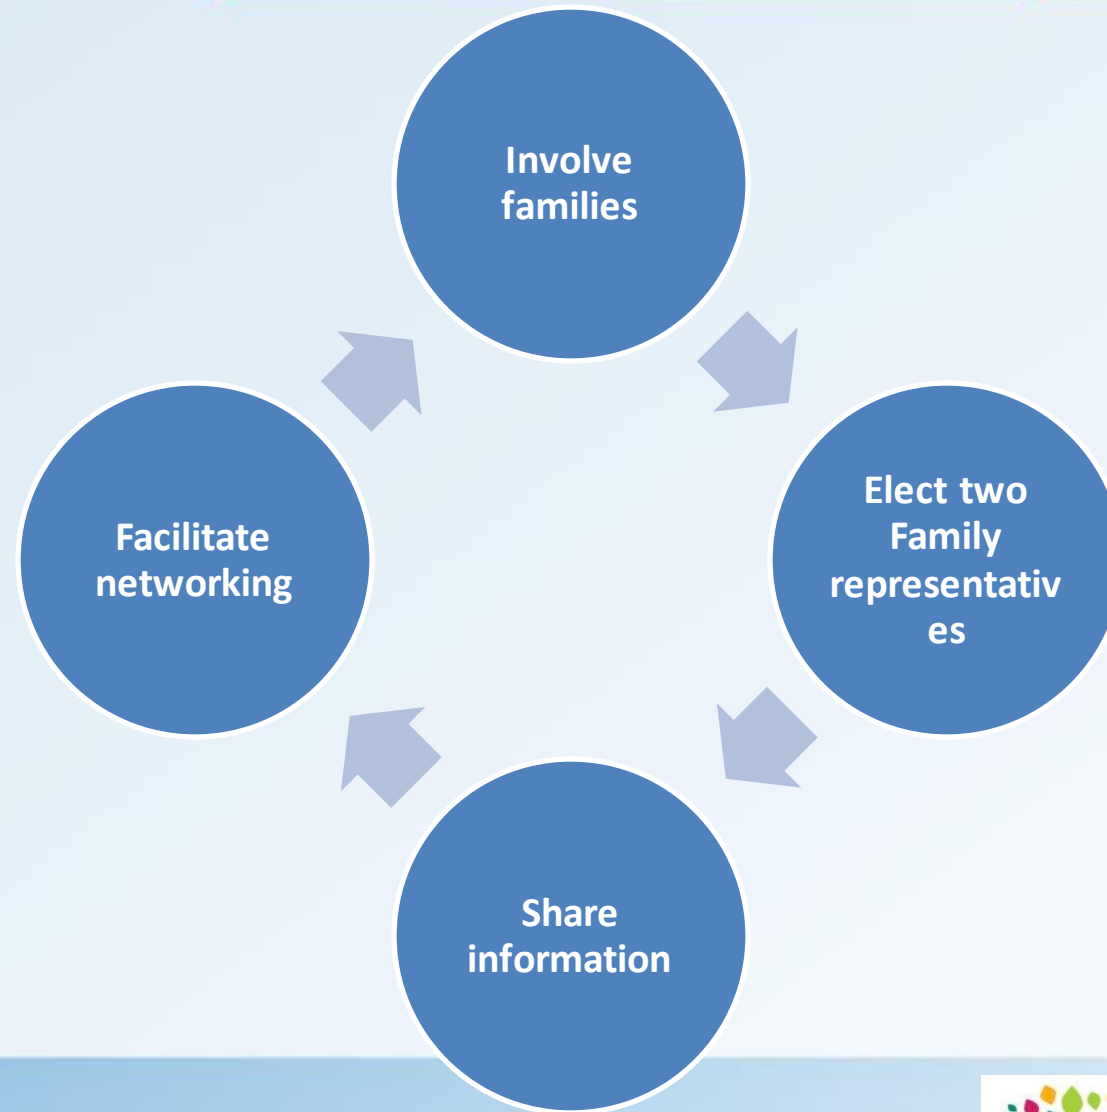 Involve
families
Elect two
Family
representativ
es
Share
information
Facilitate
networking